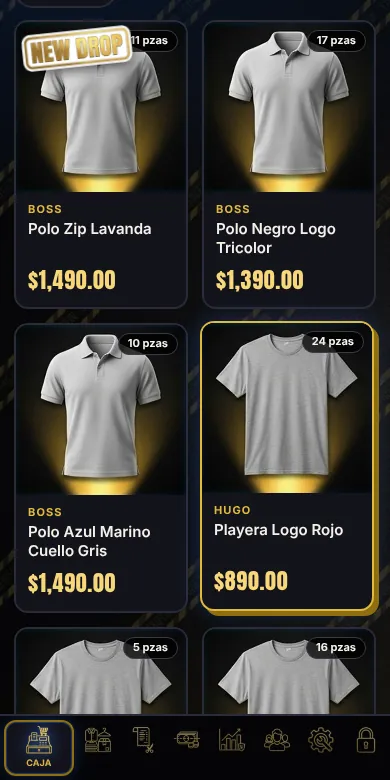 NEW DROP
11 pzas
BOSS
Polo Zip Lavanda
$1,490.00
17 pzas
BOSS
Polo Negro Logo
Tricolor
$1,390.00
10 pzas
BOSS
Polo Azul Marino
Cuello Gris
$1,490.00
24 pzas
HUGO
Playera Logo Rojo
$890.00
5 pzas
16 pzas
CAJA